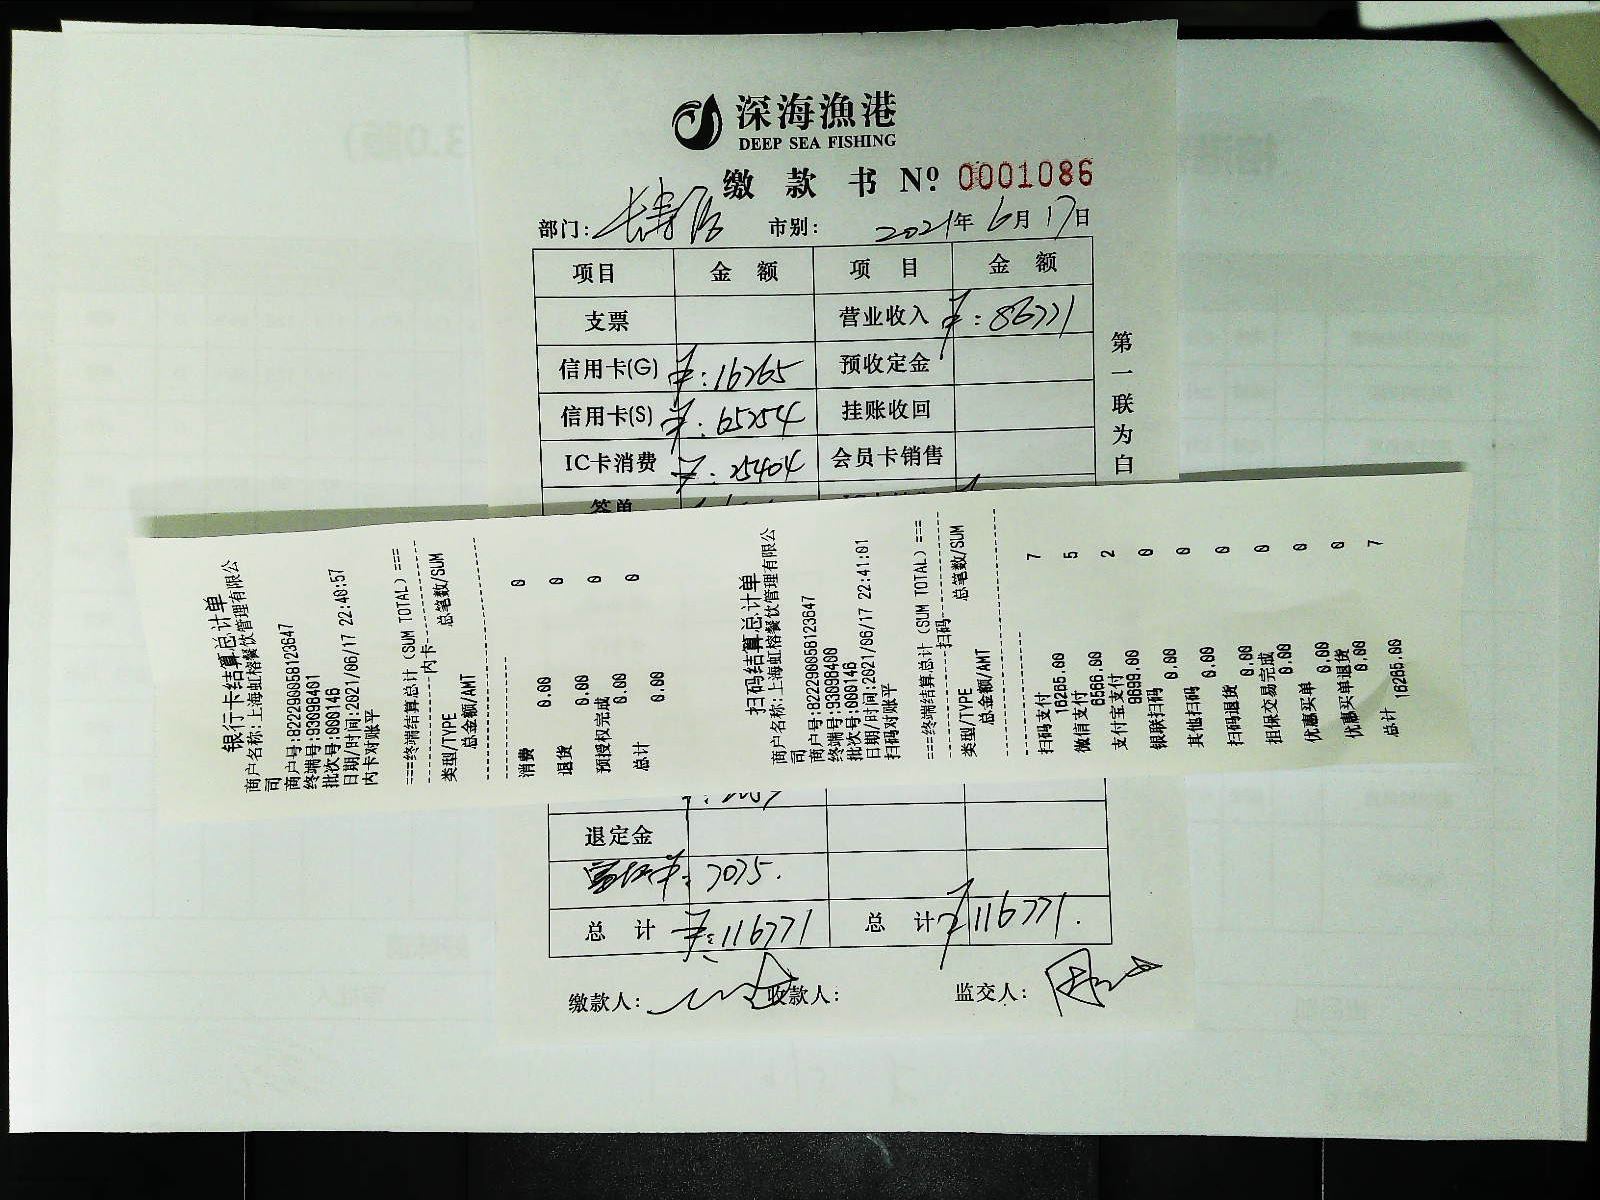 深海漁港
DEEP SEA FISHING
缴 款 书 Nº 0001086
部门: 长寿路 市别: 2021年 6月 17日
项目 金 额 项 目 金 额
支票 营业收入 ¥:86771
信用卡(G) ¥:16265 预收定金
信用卡(S) ¥:65254 挂账收回
IC卡消费 ¥:25404 会员卡销售
签单
退定金
7075.
总 计 ¥:116771 总 计 ¥116771.
缴款人: 收款人: 监交人:
第一联为白
银行卡结算总计单
商户名称:上海虹榕餐饮管理有限公
司
商户号:822290058123647
终端号:93098401
批次号:000146
日期/时间:2021/06/17 22:40:57
内卡对账平
===终端结算总计(SUM TOTAL)===
内卡
类型/TYPE 总笔数/SUM
总金额/AMT
消费 0
0.00
退货 0
0.00
预授权完成 0
0.00
总计 0
0.00
扫码结算总计单
商户名称:上海虹榕餐饮管理有限公
司
商户号:822290058123647
终端号:93098400
批次号:000146
日期/时间:2021/06/17 22:41:01
扫码对账平
===终端结算总计(SUM TOTAL)===
扫码
类型/TYPE 总笔数/SUM
总金额/AMT
扫码支付 7
16265.00
微信支付 5
6566.00
支付宝支付 2
9699.00
银联扫码 0
0.00
其他扫码 0
0.00
扫码退货 0
0.00
担保交易完成 0
0.00
优惠买单 0
0.00
优惠买单退货 0
0.00
总计 7
16265.00